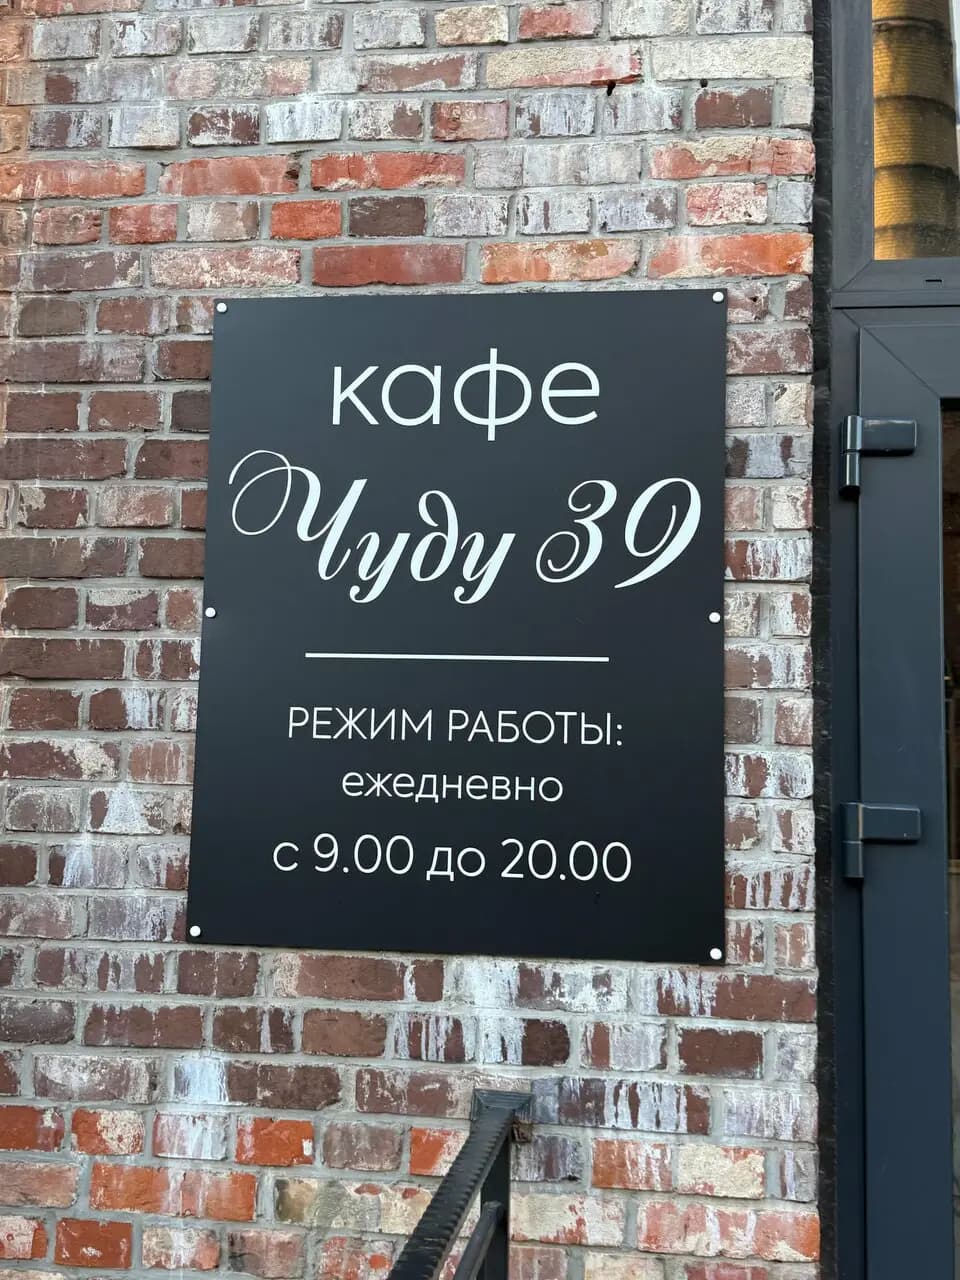 кафе
Чуду 39
РЕЖИМ РАБОТЫ:
ежедневно
с 9.00 до 20.00